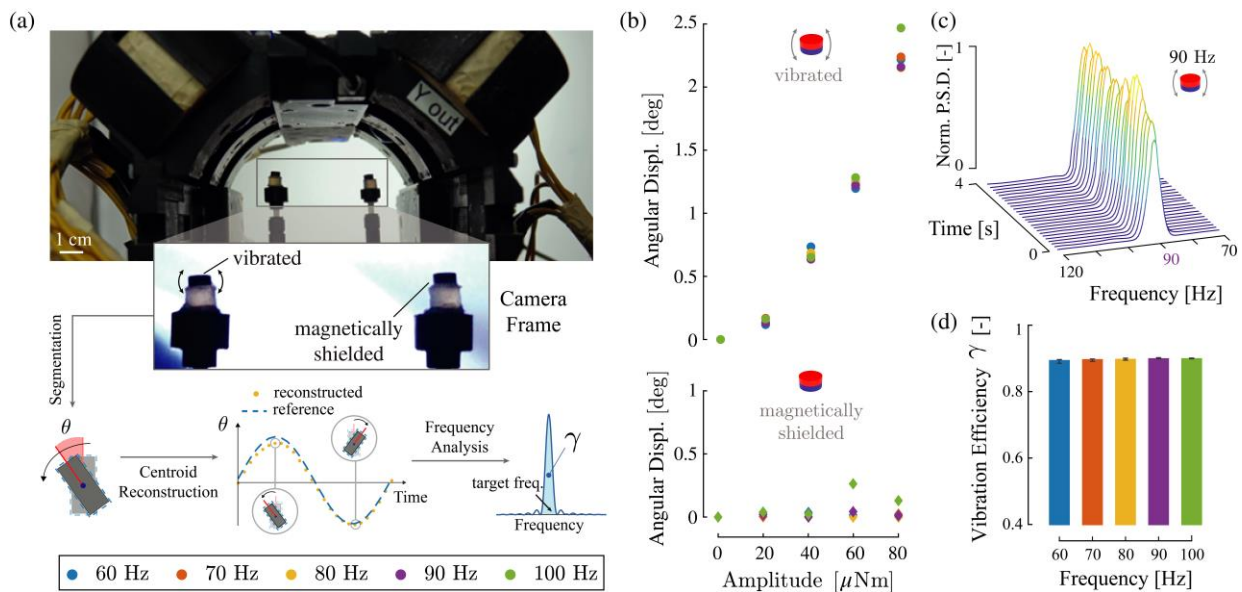 (a)
Y out
1 cm
vibrated
magnetically
shielded
Camera
Frame
Segmentation
θ
Centroid
Reconstruction
reconstructed
reference
θ
Time
Frequency
Analysis
γ
target freq.
Frequency
60 Hz 70 Hz 80 Hz 90 Hz 100 Hz
(b)
Angular Displ. [deg]
2.5
2
1.5
1
0.5
0
vibrated
Angular Displ. [deg]
1
0.5
0
magnetically
shielded
0 20 40 60 80
Amplitude [μNm]
(c)
Norm. P.S.D. [-]
1
0
90 Hz
4
Time [s]
0
120
90
70
Frequency [Hz]
(d)
Vibration Efficiency γ [-]
1
0.8
0.6
0.4
60 70 80 90 100
Frequency [Hz]